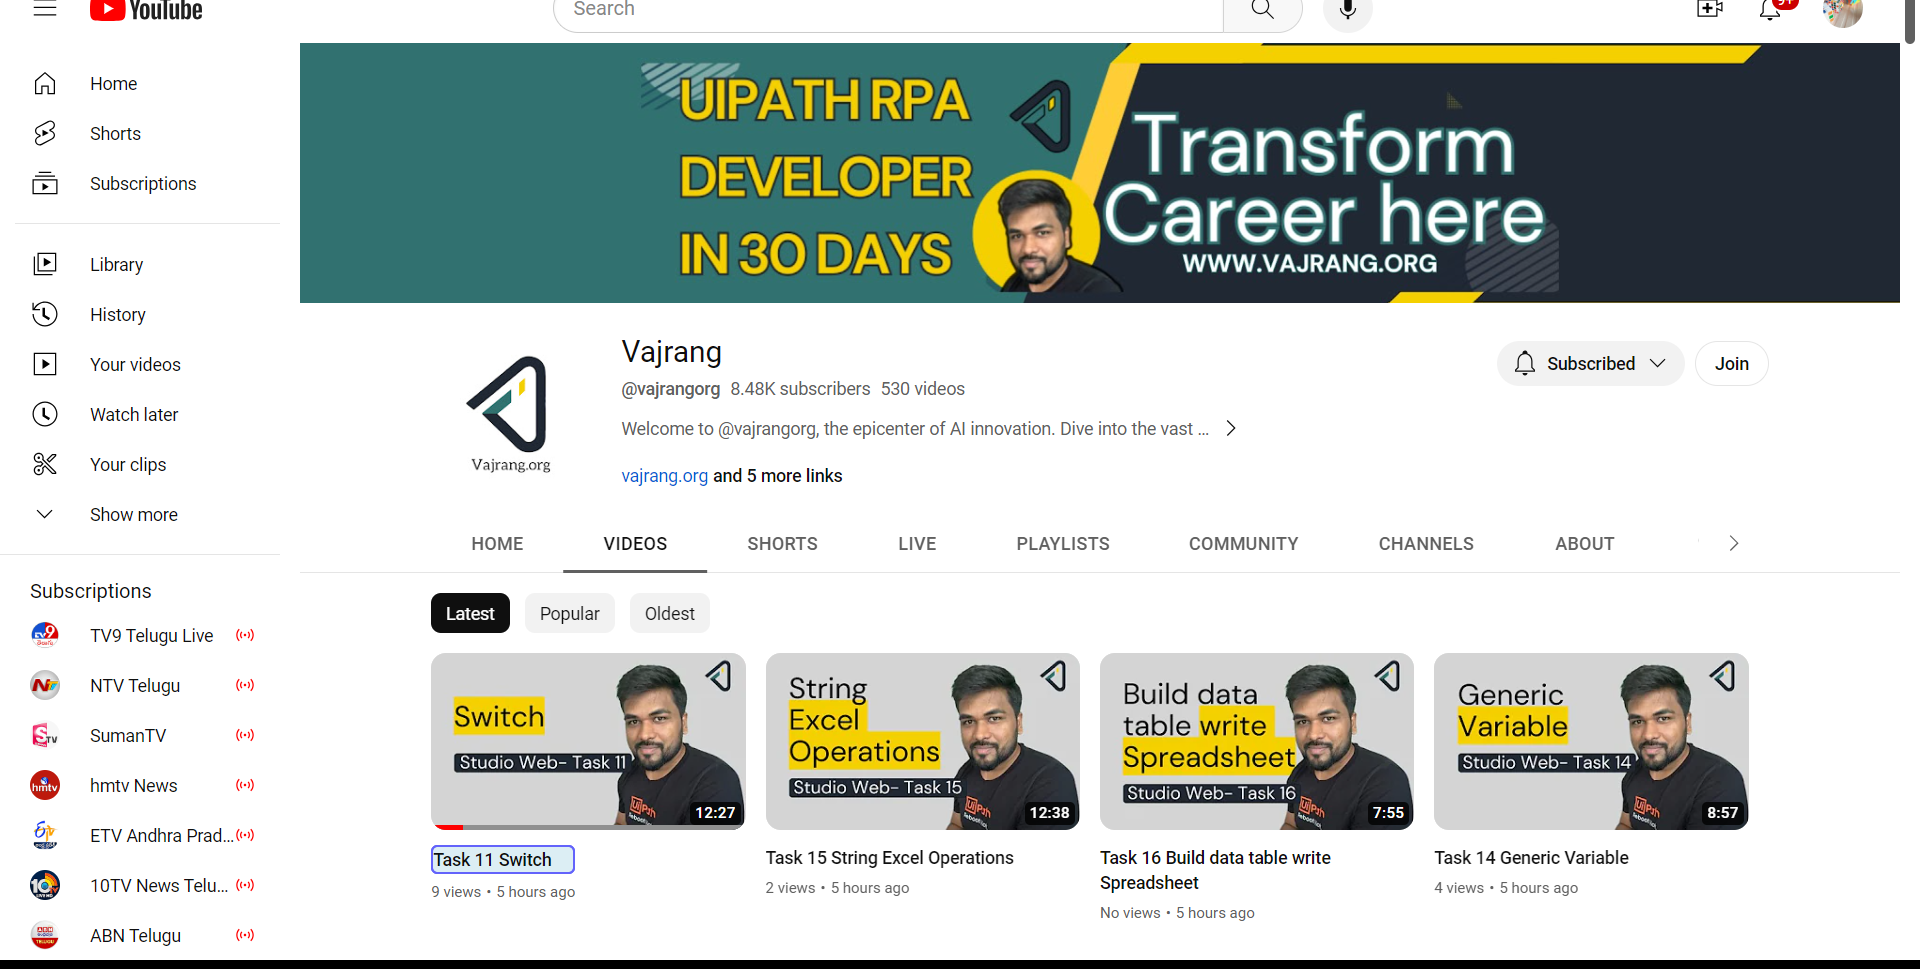 YouTube
Search
9+
Home
Shorts
Subscriptions
Library
History
Your videos
Watch later
Your clips
Show more
Subscriptions
TV9 Telugu Live
NTV Telugu
SumanTV
hmtv News
ETV Andhra Prad...
10TV News Telu...
ABN Telugu
UIPATH RPA
DEVELOPER
IN 30 DAYS
Transform
Career here
WWW.VAJRANG.ORG
Vajrang.org
Vajrang
@vajrangorg 8.48K subscribers 530 videos
Welcome to @vajrangorg, the epicenter of AI innovation. Dive into the vast ...
vajrang.org and 5 more links
Subscribed
Join
HOME VIDEOS SHORTS LIVE PLAYLISTS COMMUNITY CHANNELS ABOUT
Latest Popular Oldest
Switch
Studio Web- Task 11
12:27
Task 11 Switch
9 views • 5 hours ago
String
Excel
Operations
Studio Web- Task 15
12:38
Task 15 String Excel Operations
2 views • 5 hours ago
Build data
table write
Spreadsheet
Studio Web- Task 16
7:55
Task 16 Build data table write
Spreadsheet
No views • 5 hours ago
Generic
Variable
Studio Web- Task 14
8:57
Task 14 Generic Variable
4 views • 5 hours ago